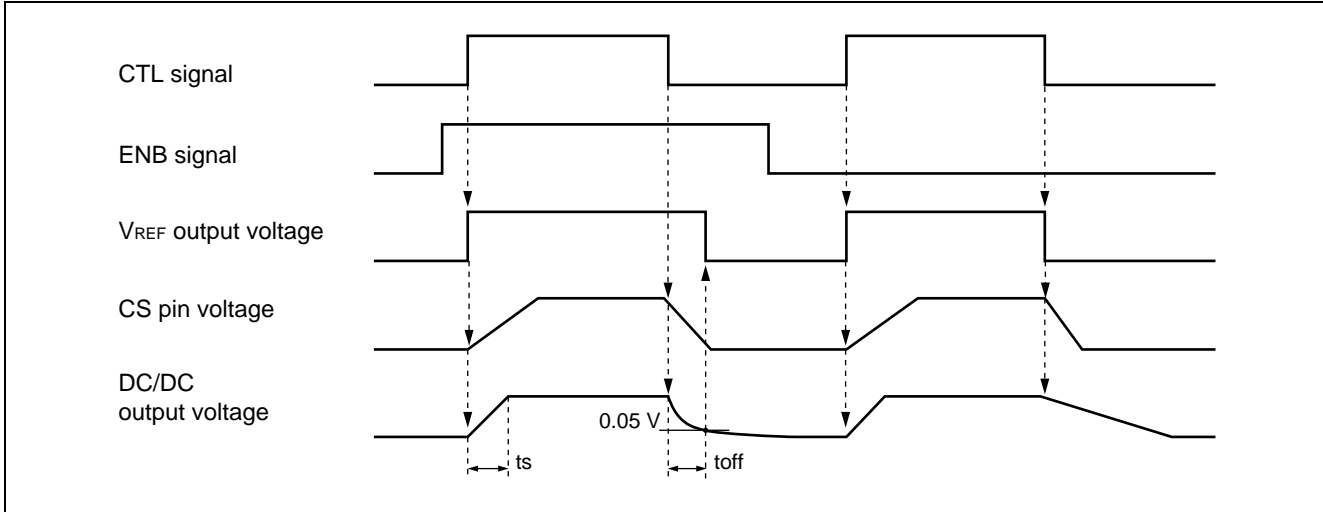 CTL signal
ENB signal
VREF output voltage
CS pin voltage
DC/DC
output voltage
0.05 V
ts
toff